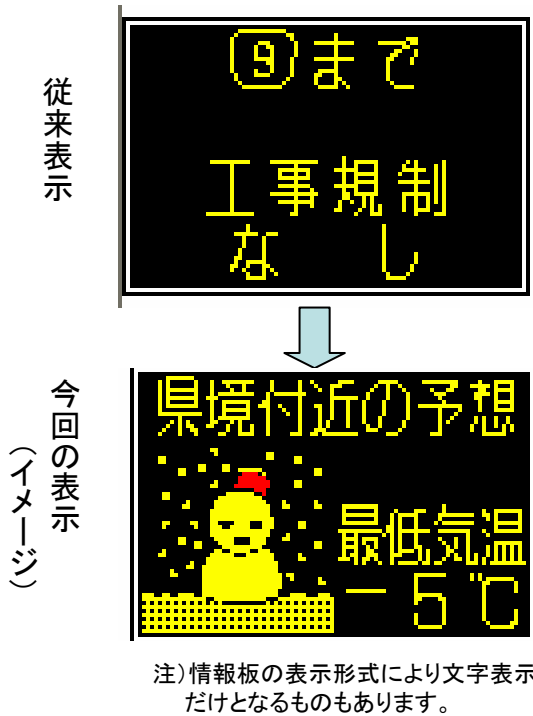 従来表示
⑨まで
工事規制
なし
今回の表示
（イメージ）
県境付近の予想
最低気温
－5℃
注）情報板の表示形式により文字表示
だけとなるものもあります。